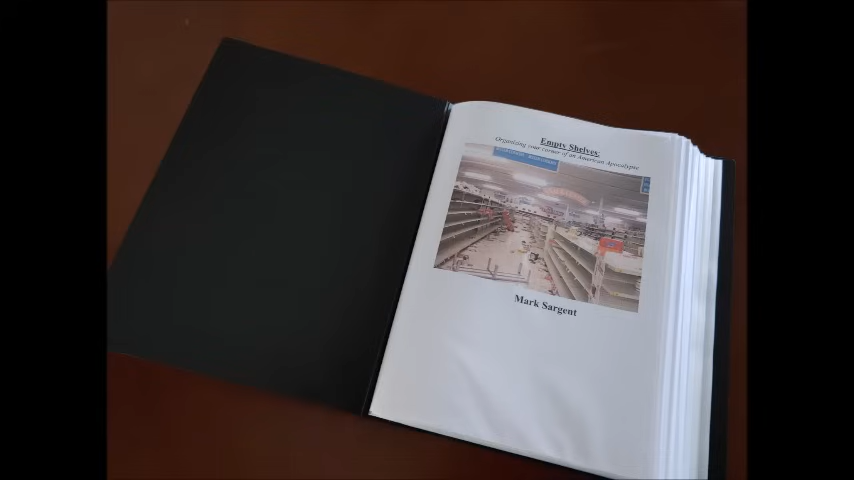 Empty Shelves:
Organizing your corner of an American Apocalypse
Mark Sargent